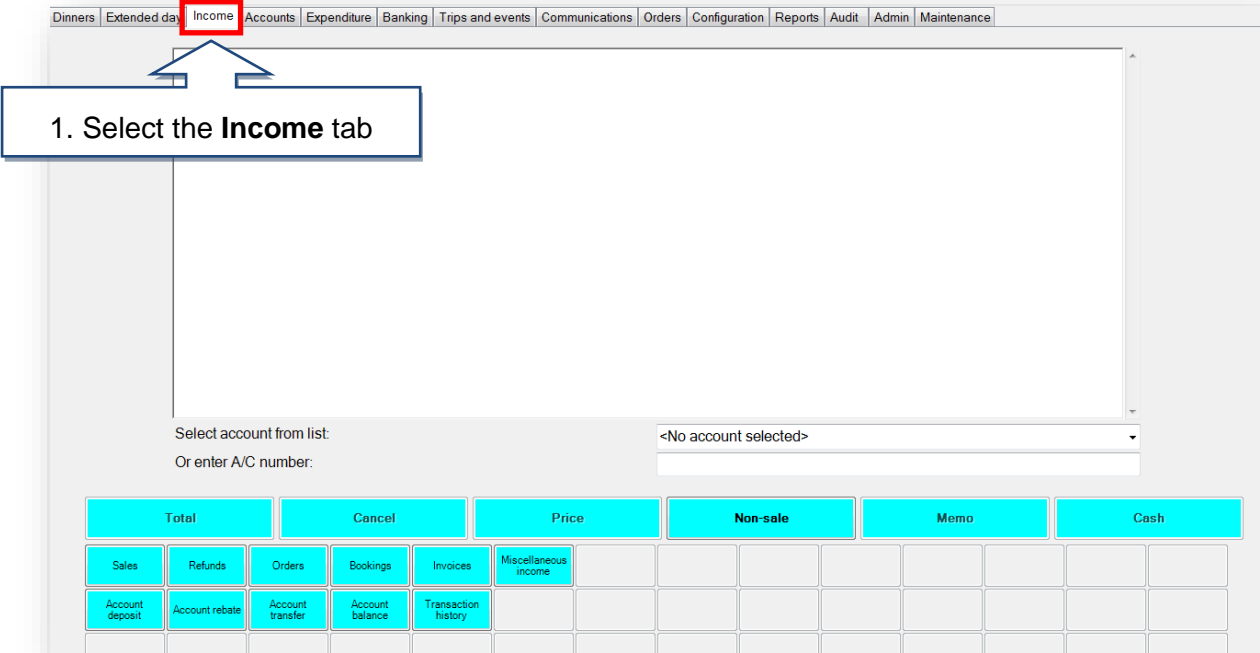 Dinners Extended day Income Accounts Expenditure Banking Trips and events Communications Orders Configuration Reports Audit Admin Maintenance
1. Select the Income tab
Select account from list:
<No account selected>
Or enter A/C number:
Total Cancel Price Non-sale Memo Cash
Sales Refunds Orders Bookings Invoices Miscellaneous income
Account deposit Account rebate Account transfer Account balance Transaction history